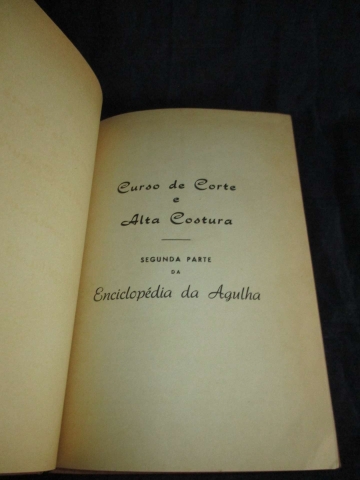 Curso de Corte
e
Alta Costura
SEGUNDA PARTE
DA
Enciclopédia da Agulha